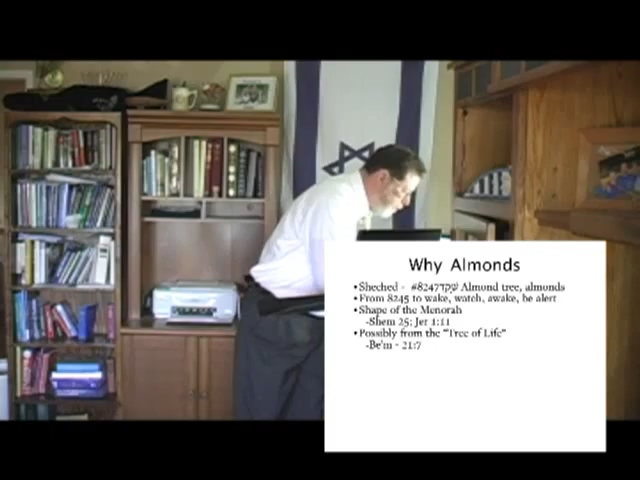 Why Almonds
•Sheched - #8247שקד Almond tree, almonds
•From 8245 to wake, watch, awake, be alert
•Shape of the Menorah
-Shem 25: Jer 1:11
•Possibly from the "Tree of Life"
-Be'm - 21:7